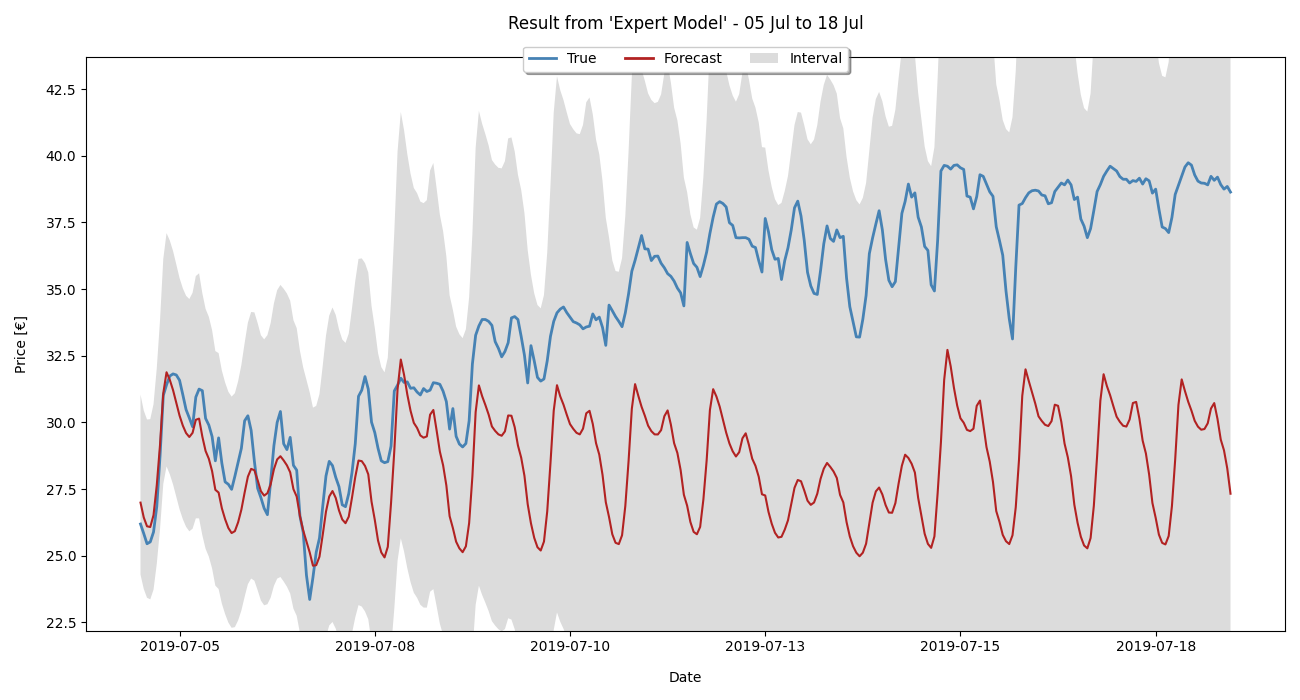 Result from 'Expert Model' - 05 Jul to 18 Jul
True Forecast Interval
42.5
40.0
37.5
35.0
32.5
30.0
27.5
25.0
22.5
Price [€]
2019-07-05 2019-07-08 2019-07-10 2019-07-13 2019-07-15 2019-07-18
Date